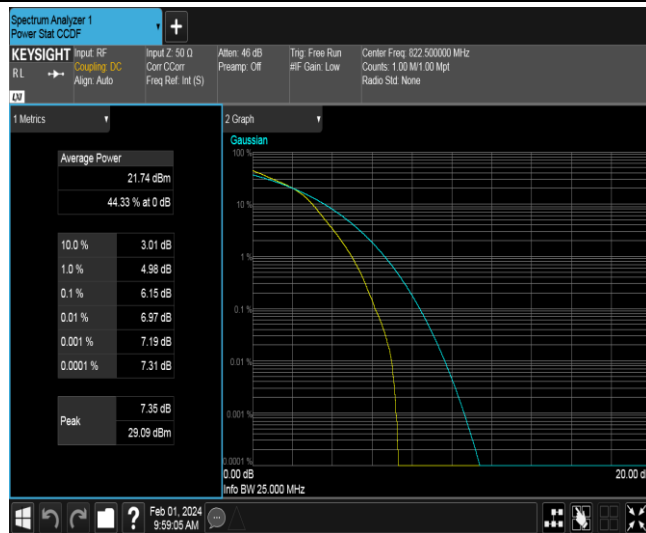 Spectrum Analyzer 1
Power Stat CCDF
+
KEYSIGHT
RL
Input: RF
Coupling: DC
Align: Auto
Input Z: 50 Ω
Corr CCorr
Freq Ref: Int (S)
Atten: 46 dB
Preamp: Off
Trig: Free Run
#IF Gain: Low
Center Freq: 822.500000 MHz
Counts: 1.00 M/1.00 Mpt
Radio Std: None
1 Metrics
Average Power
21.74 dBm
44.33 % at 0 dB
10.0 % 3.01 dB
1.0 % 4.98 dB
0.1 % 6.15 dB
0.01 % 6.97 dB
0.001 % 7.19 dB
0.0001 % 7.31 dB
Peak
7.35 dB
29.09 dBm
2 Graph
Gaussian
100 %
10 %
1 %
0.1 %
0.01 %
0.001 %
0.0001 %
0.00 dB
20.00 d
Info BW 25.000 MHz
?
Feb 01, 2024
9:59:05 AM